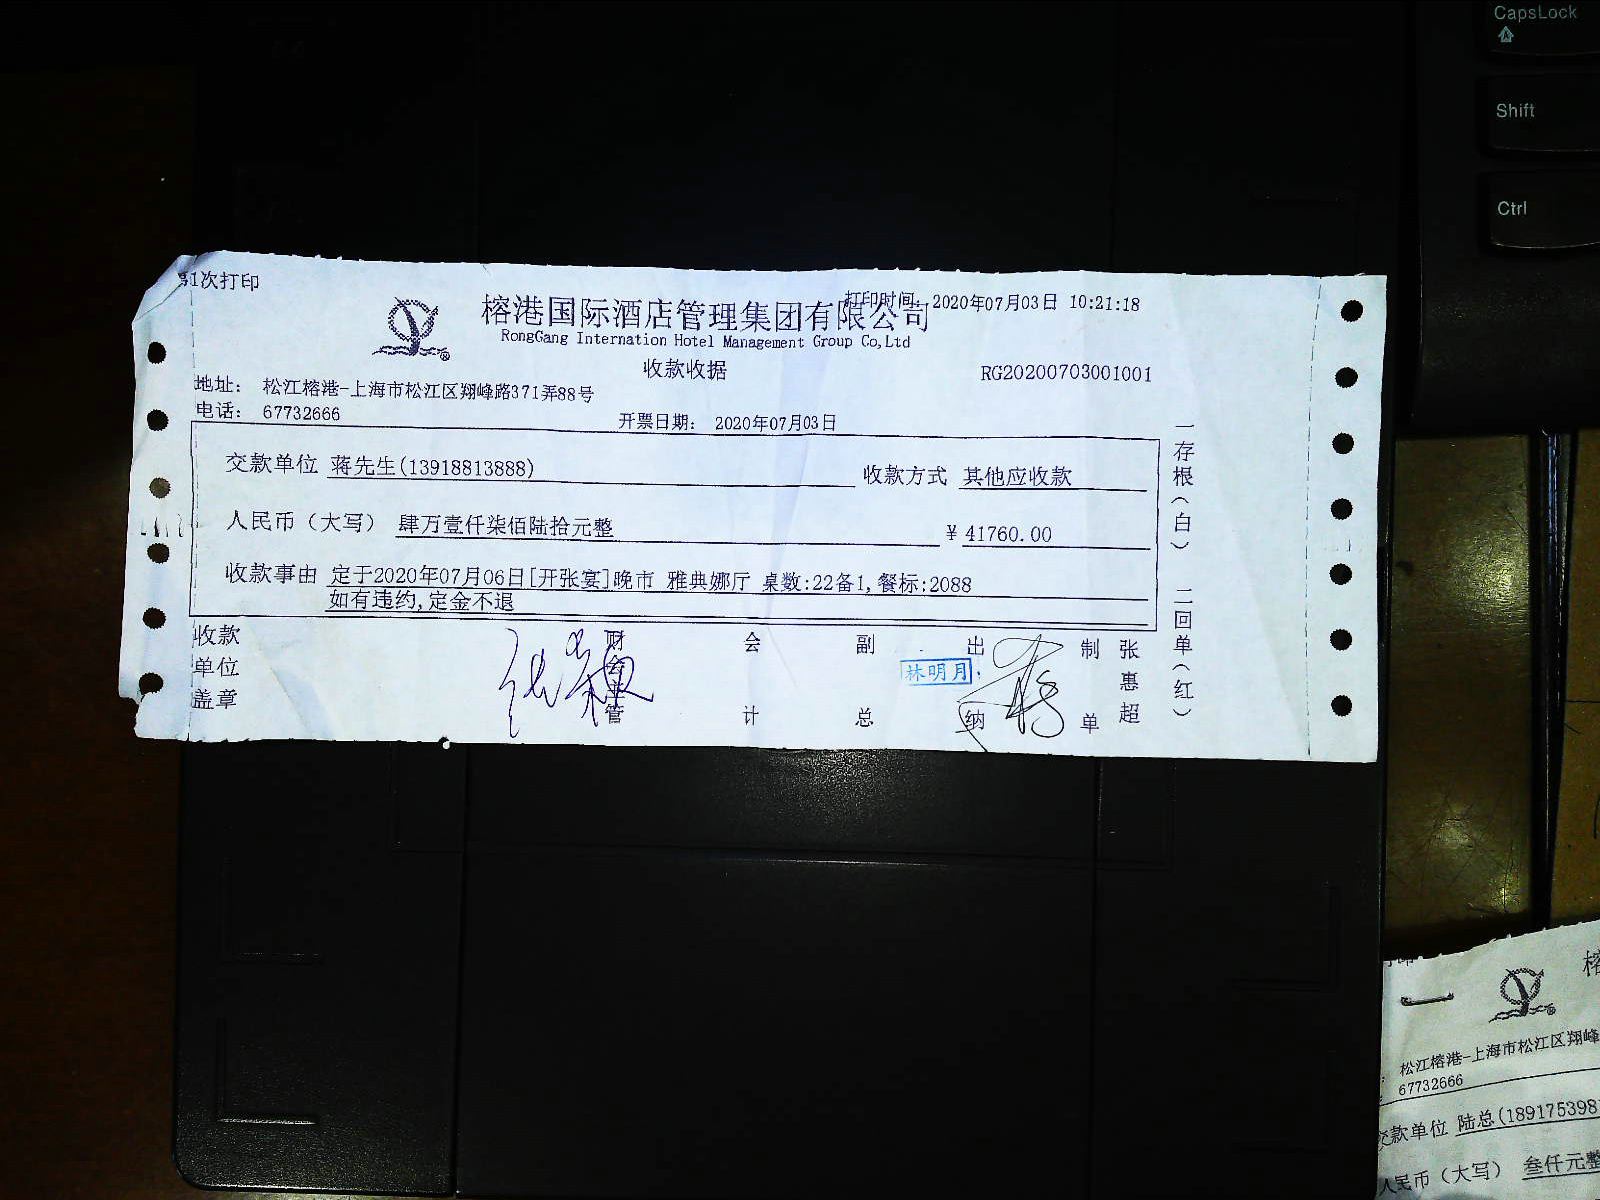 第1次打印
榕港国际酒店管理集团有限公司
打印时间: 2020年07月03日 10:21:18
RongGang Internation Hotel Management Group Co,Ltd
收款收据
RG20200703001001
地址: 松江榕港-上海市松江区翔峰路371弄88号
电话: 67732666
开票日期: 2020年07月03日
交款单位 蒋先生(13918813888) 收款方式 其他应收款
人民币（大写） 肆万壹仟柒佰陆拾元整 ¥ 41760.00
收款事由 定于2020年07月06日[开张宴]晚市 雅典娜厅 桌数:22备1,餐标:2088
如有违约,定金不退
收款单位盖章
财会主管
会计
副总
出纳
林明月
制单
张惠超
一存根（白） 二回单（红）
CapsLock
Shift
Ctrl
松江榕港-上海市松江区翔峰
67732666
交款单位 陆总(189175398
人民币（大写） 叁仟元整